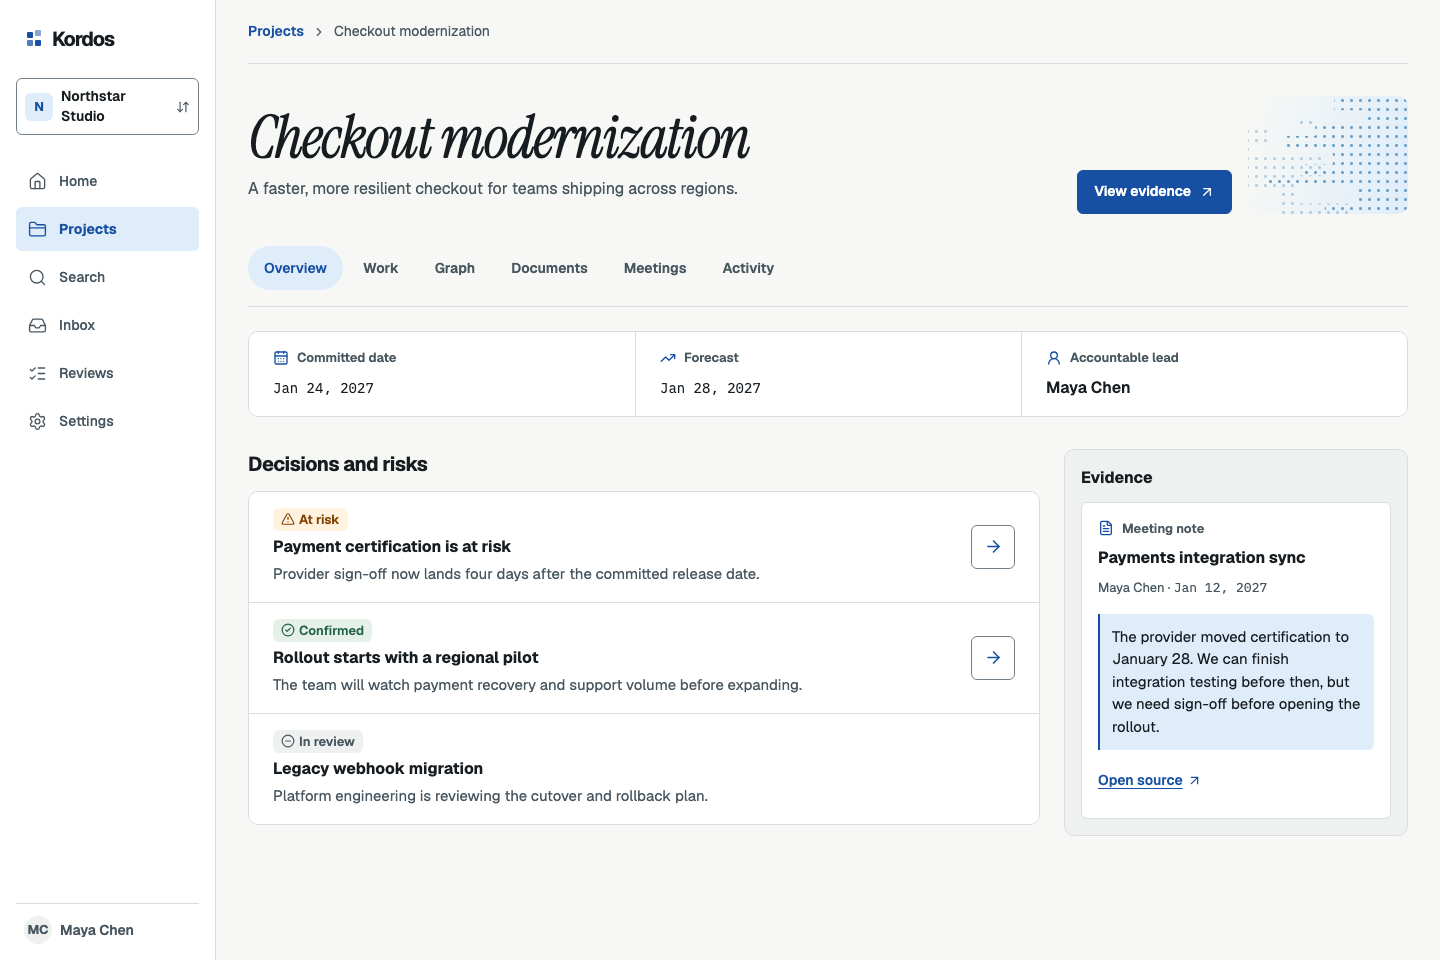 Kordos
N
Northstar
Studio
Home
Projects
Search
Inbox
Reviews
Settings
MC
Maya Chen
Projects
Checkout modernization
Checkout modernization
A faster, more resilient checkout for teams shipping across regions.
View evidence
Overview
Work
Graph
Documents
Meetings
Activity
Committed date
Jan 24, 2027
Forecast
Jan 28, 2027
Accountable lead
Maya Chen
Decisions and risks
At risk
Payment certification is at risk
Provider sign-off now lands four days after the committed release date.
Confirmed
Rollout starts with a regional pilot
The team will watch payment recovery and support volume before expanding.
In review
Legacy webhook migration
Platform engineering is reviewing the cutover and rollback plan.
Evidence
Meeting note
Payments integration sync
Maya Chen · Jan 12, 2027
The provider moved certification to
January 28. We can finish
integration testing before then, but
we need sign-off before opening the
rollout.
Open source